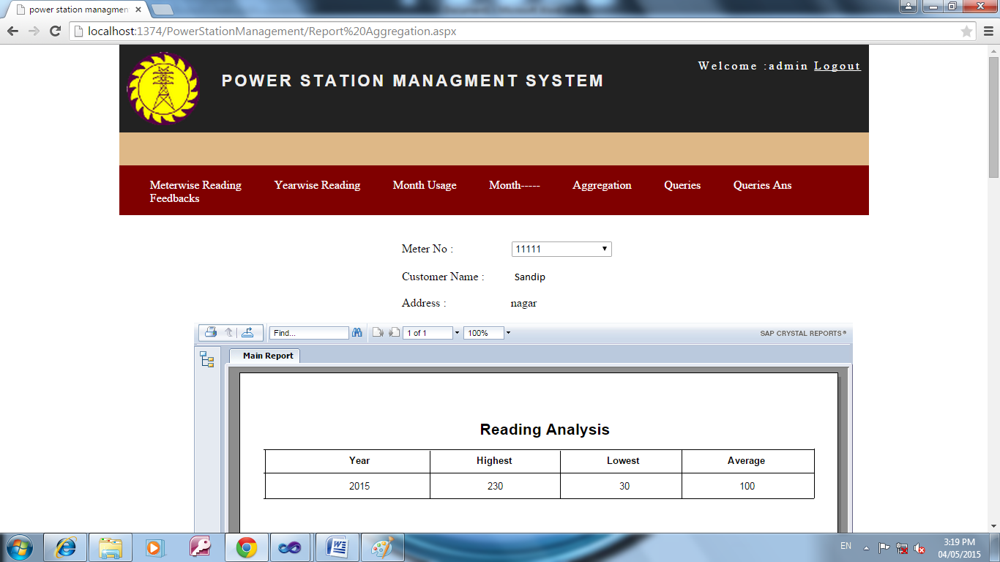 power station managmen
localhost:1374/PowerStationManagement/Report%20Aggregation.aspx
Welcome :admin Logout
POWER STATION MANAGMENT SYSTEM
Meterwise Reading Yearwise Reading Month Usage Month----- Aggregation Queries Queries Ans
Feedbacks
Meter No : 11111
Customer Name : Sandip
Address : nagar
Find... 1 of 1 100% SAP CRYSTAL REPORTS®
Main Report
Reading Analysis
Year Highest Lowest Average
2015 230 30 100
EN 3:19 PM
04/05/2015